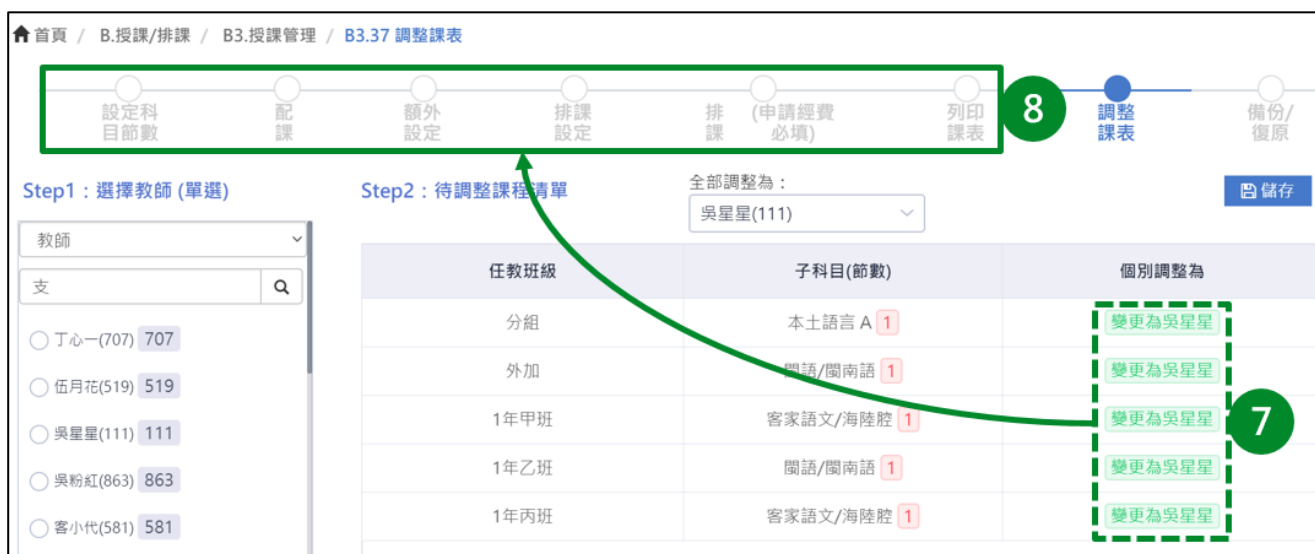 首頁 / B.授課/排課 / B3.授課管理 / B3.37 調整課表
設定科
目節數
配
課
額外
設定
排課
設定
排
課
(申請經費
必填)
列印
課表
8
調整
課表
備份/
復原
Step1：選擇教師 (單選)
Step2：待調整課程清單
全部調整為：
吳星星(111)
儲存
教師
支
丁心一(707) 707
伍月花(519) 519
吳星星(111) 111
吳粉紅(863) 863
客小代(581) 581
任教班級 子科目(節數) 個別調整為
分組 本土語言 A 1 變更為吳星星
外加 閩語/閩南語 1 變更為吳星星
1年甲班 客家語文/海陸腔 1 變更為吳星星
1年乙班 閩語/閩南語 1 變更為吳星星
1年丙班 客家語文/海陸腔 1 變更為吳星星
7